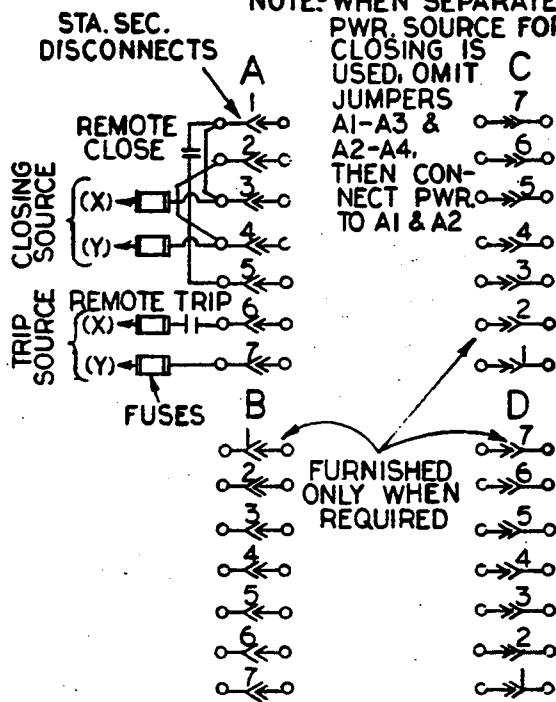 NOTE: WHEN SEPARATE
PWR. SOURCE FOR
CLOSING IS
USED, OMIT
JUMPERS
A1-A3 &
A2-A4,
THEN CON-
NECT PWR.
TO A1 & A2
STA. SEC.
DISCONNECTS
A
1
2
3
4
5
6
7
REMOTE
CLOSE
CLOSING
SOURCE
(X)
(Y)
REMOTE TRIP
TRIP
SOURCE
(X)
(Y)
FUSES
C
7
6
5
4
3
2
1
B
1
2
3
4
5
6
7
FURNISHED
ONLY WHEN
REQUIRED
D
7
6
5
4
3
2
1